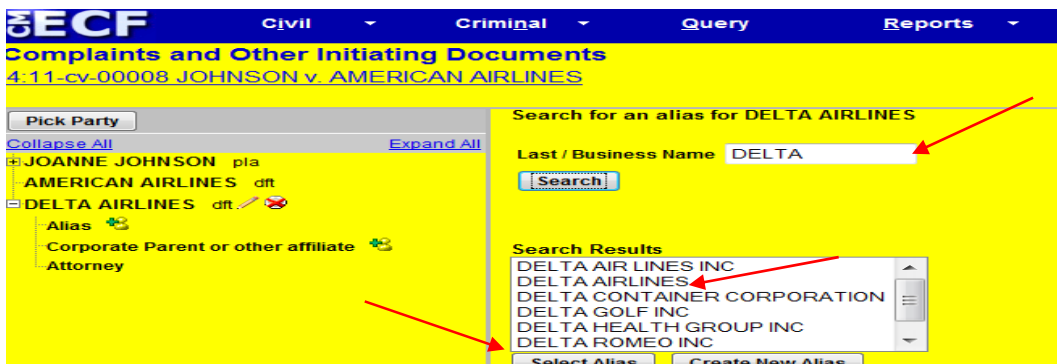 CM ECF Civil Criminal Query Reports
Complaints and Other Initiating Documents
4:11-cv-00008 JOHNSON v. AMERICAN AIRLINES
Pick Party
Collapse All Expand All
JOANNE JOHNSON pla
AMERICAN AIRLINES dft
DELTA AIRLINES dft
Alias
Corporate Parent or other affiliate
Attorney
Search for an alias for DELTA AIRLINES
Last / Business Name DELTA
Search
Search Results
DELTA AIR LINES INC
DELTA AIRLINES
DELTA CONTAINER CORPORATION
DELTA GOLF INC
DELTA HEALTH GROUP INC
DELTA ROMEO INC
Select Alias Create New Alias